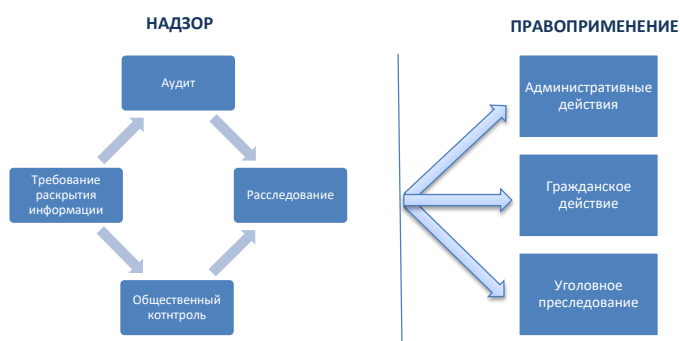 НАДЗОР
Аудит
Требование
раскрытия
информации
Расследование
Общественный
котнтроль
ПРАВОПРИМЕНЕНИЕ
Административные
действия
Гражданское
действие
Уголовное
преследование